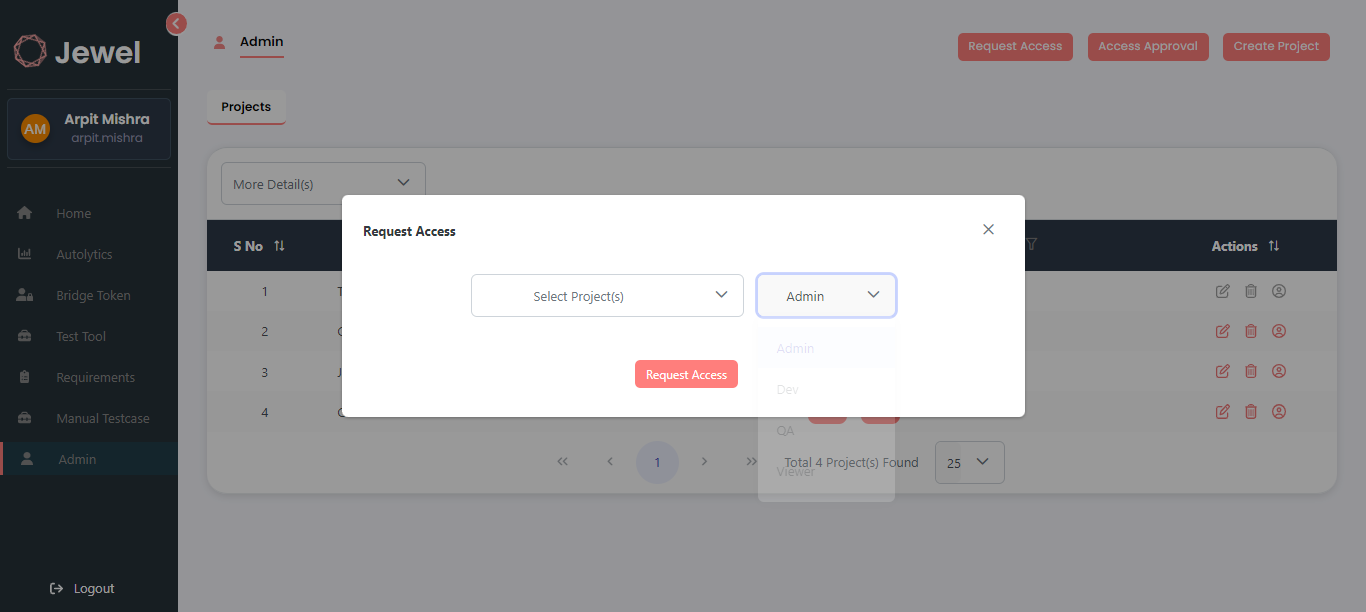 Jewel
AM
Arpit Mishra
arpit.mishra
Home
Autolytics
Bridge Token
Test Tool
Requirements
Manual Testcase
Admin
Logout
Admin
Request Access
Access Approval
Create Project
Projects
More Detail(s)
S No
Actions
1
2
3
4
Request Access
Select Project(s)
Admin
Admin
Dev
QA
Viewer
Request Access
1
Total 4 Project(s) Found
25